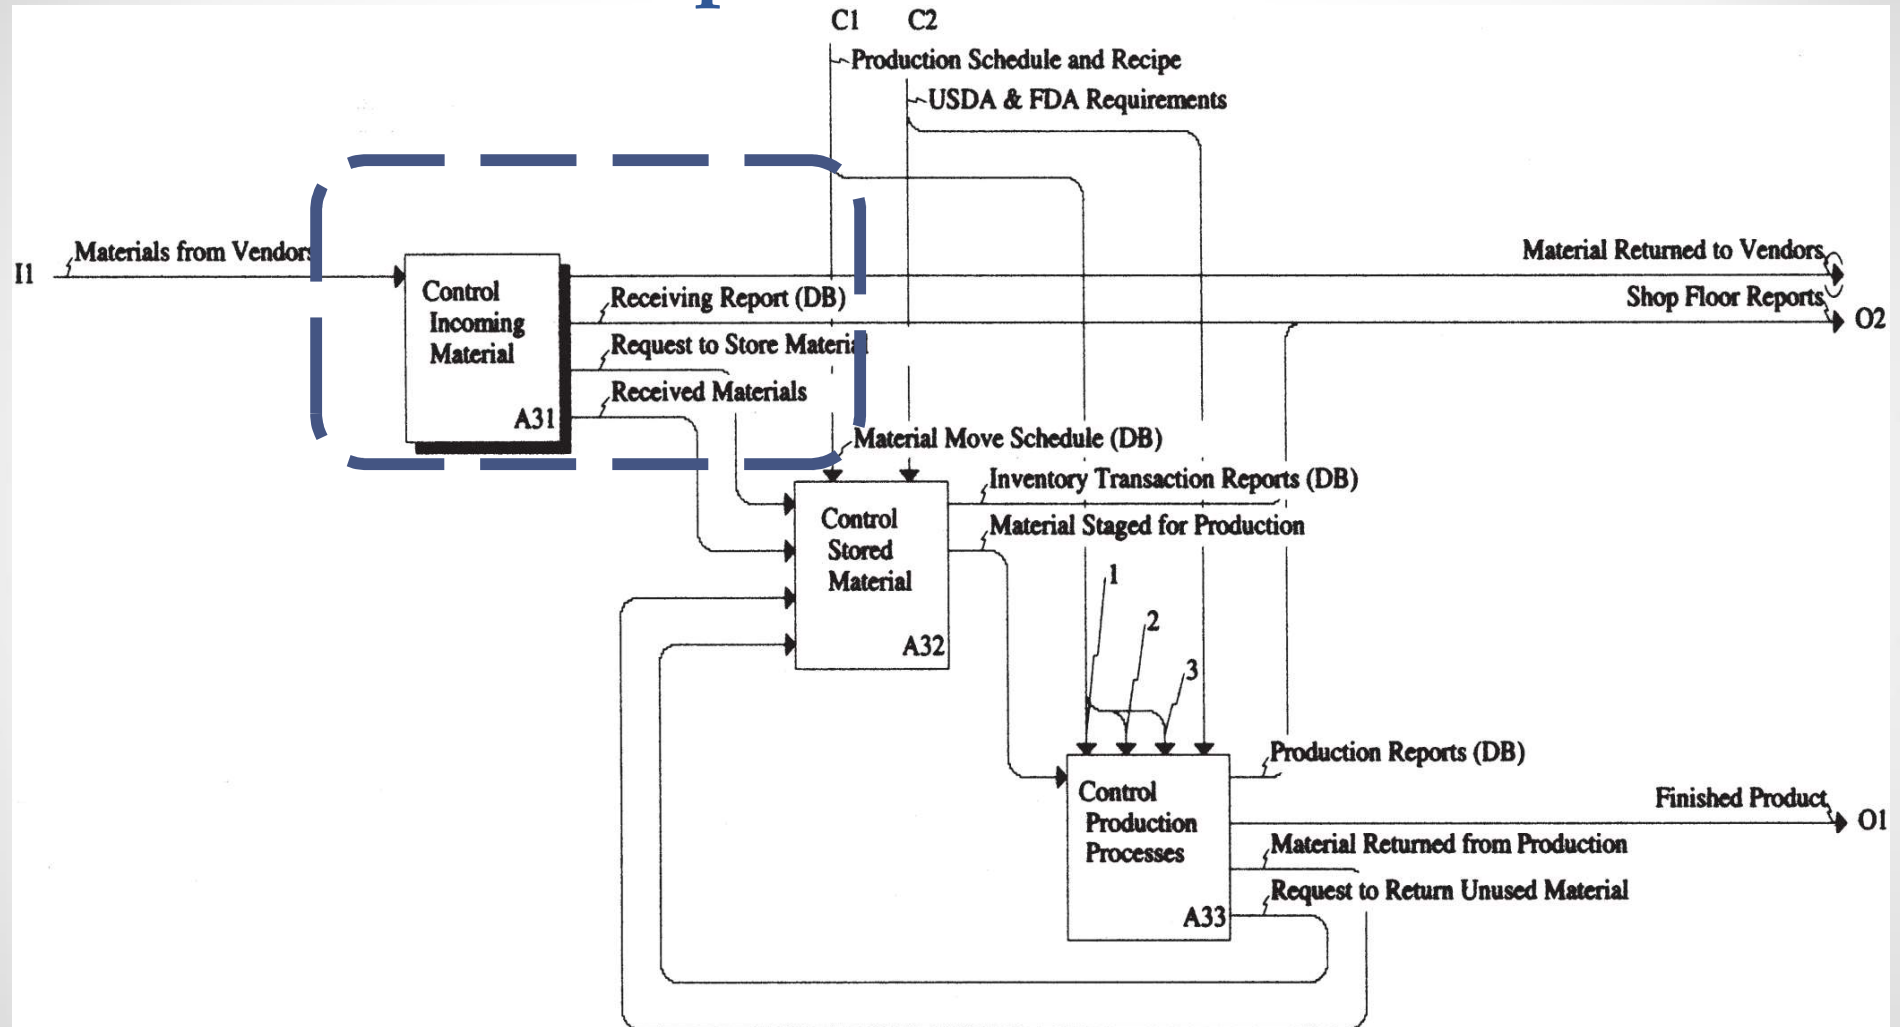 C1
C2
Production Schedule and Recipe
USDA & FDA Requirements
I1
Materials from Vendors
Material Returned to Vendors
Shop Floor Reports
O2
Control
Incoming
Material
A31
Receiving Report (DB)
Request to Store Material
Received Materials
Material Move Schedule (DB)
Inventory Transaction Reports (DB)
Material Staged for Production
Control
Stored
Material
A32
1
2
3
Production Reports (DB)
Finished Product
O1
Control
Production
Processes
A33
Material Returned from Production
Request to Return Unused Material